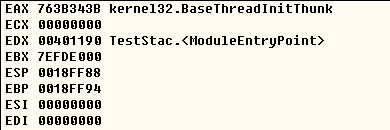 EAX 763B343B kernel32.BaseThreadInitThunk
ECX 00000000
EDX 00401190 TestStac.<ModuleEntryPoint>
EBX 7EFDE000
ESP 0018FF88
EBP 0018FF94
ESI 00000000
EDI 00000000